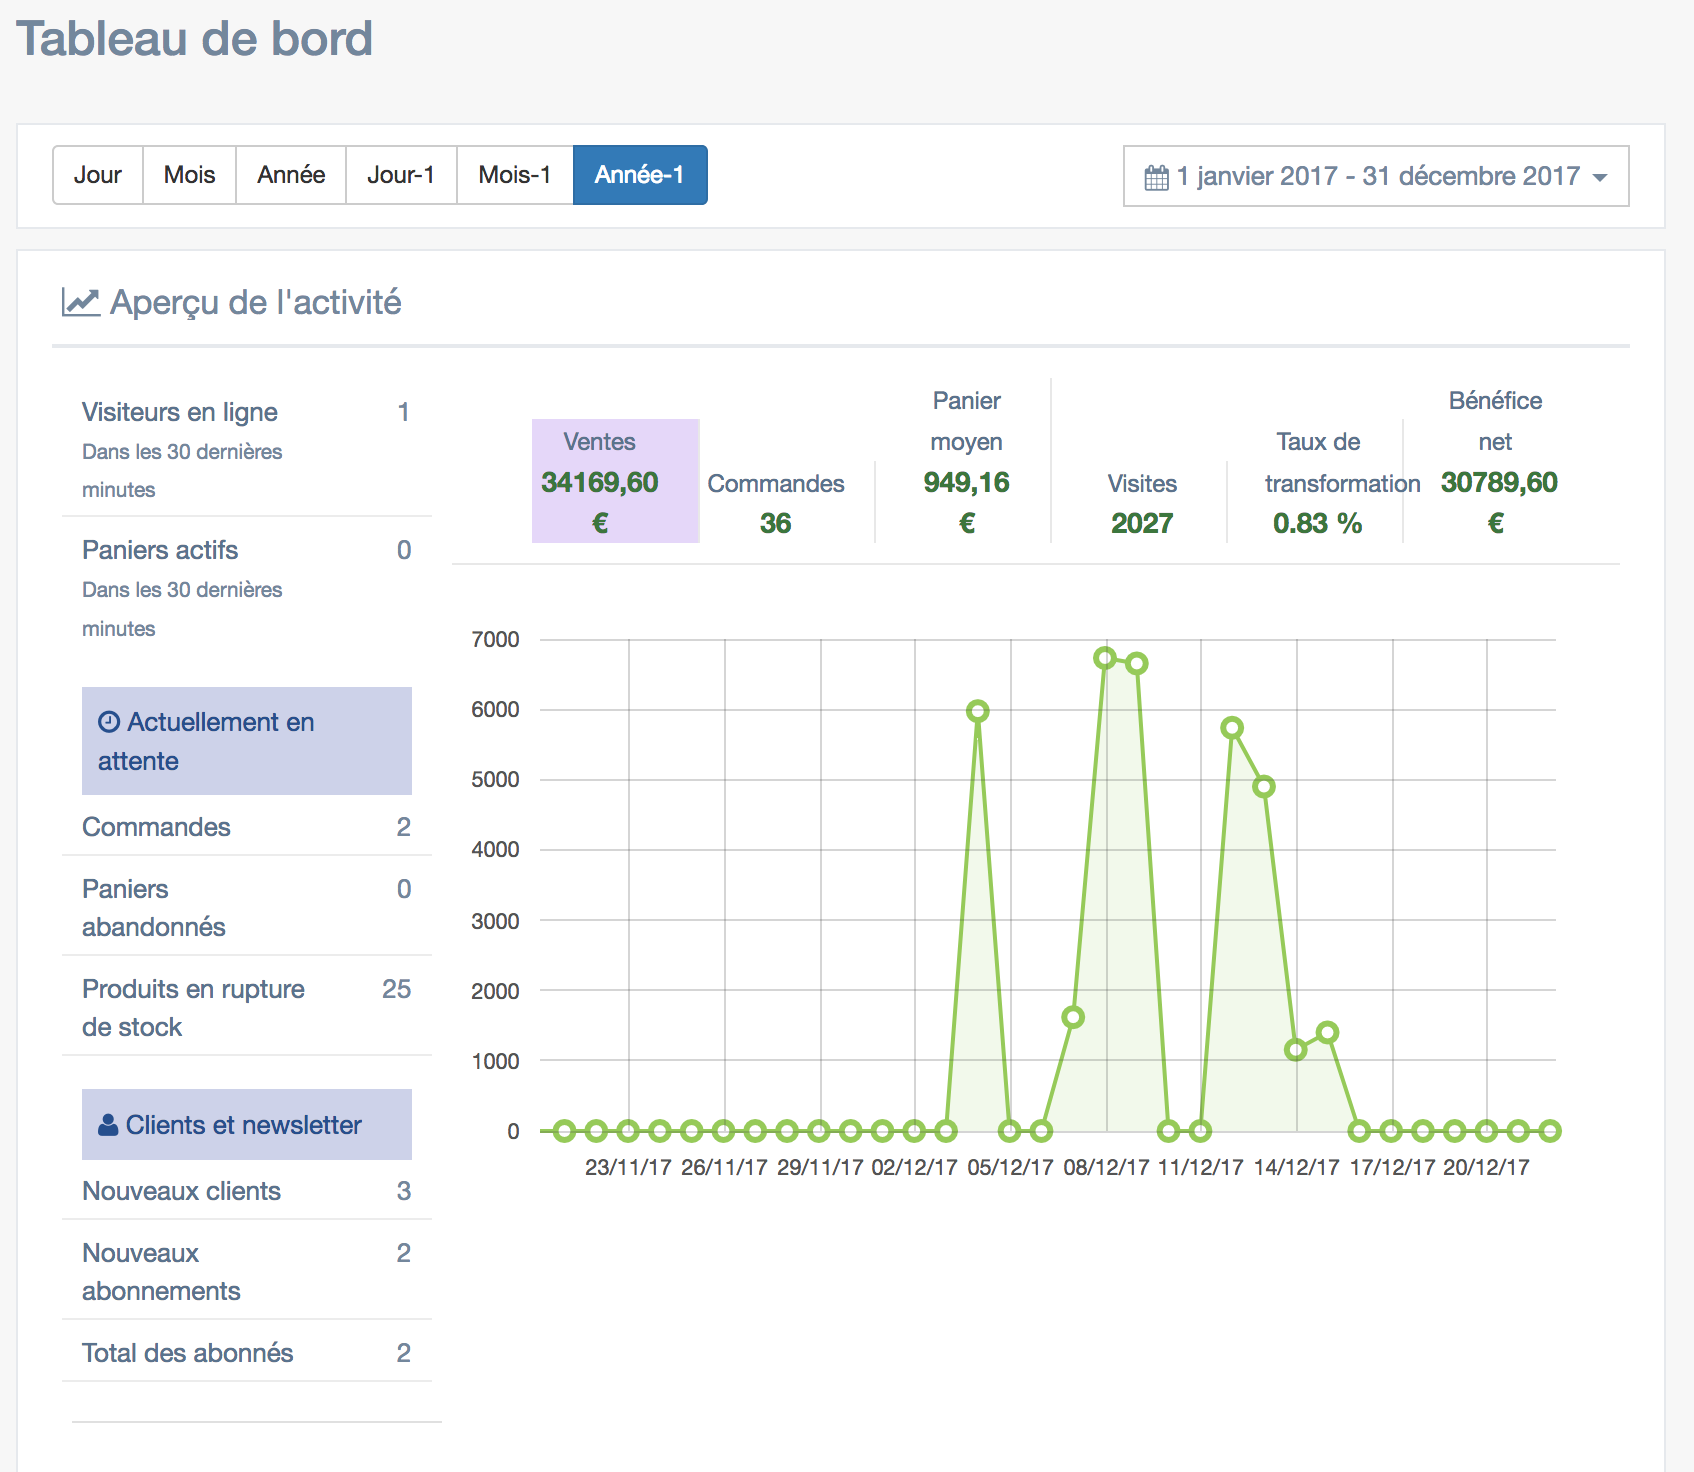 Tableau de bord
Jour Mois Année Jour-1 Mois-1 Année-1
1 janvier 2017 - 31 décembre 2017
Aperçu de l'activité
Visiteurs en ligne 1
Dans les 30 dernières
minutes
Paniers actifs 0
Dans les 30 dernières
minutes
Actuellement en
attente
Commandes 2
Paniers 0
abandonnés
Produits en rupture 25
de stock
Clients et newsletter
Nouveaux clients 3
Nouveaux 2
abonnements
Total des abonnés 2
Ventes
34169,60
€
Commandes
36
Panier
moyen
949,16
€
Visites
2027
Taux de
transformation
0.83 %
Bénéfice
net
30789,60
€
7000
6000
5000
4000
3000
2000
1000
0
23/11/17 26/11/17 29/11/17 02/12/17 05/12/17 08/12/17 11/12/17 14/12/17 17/12/17 20/12/17